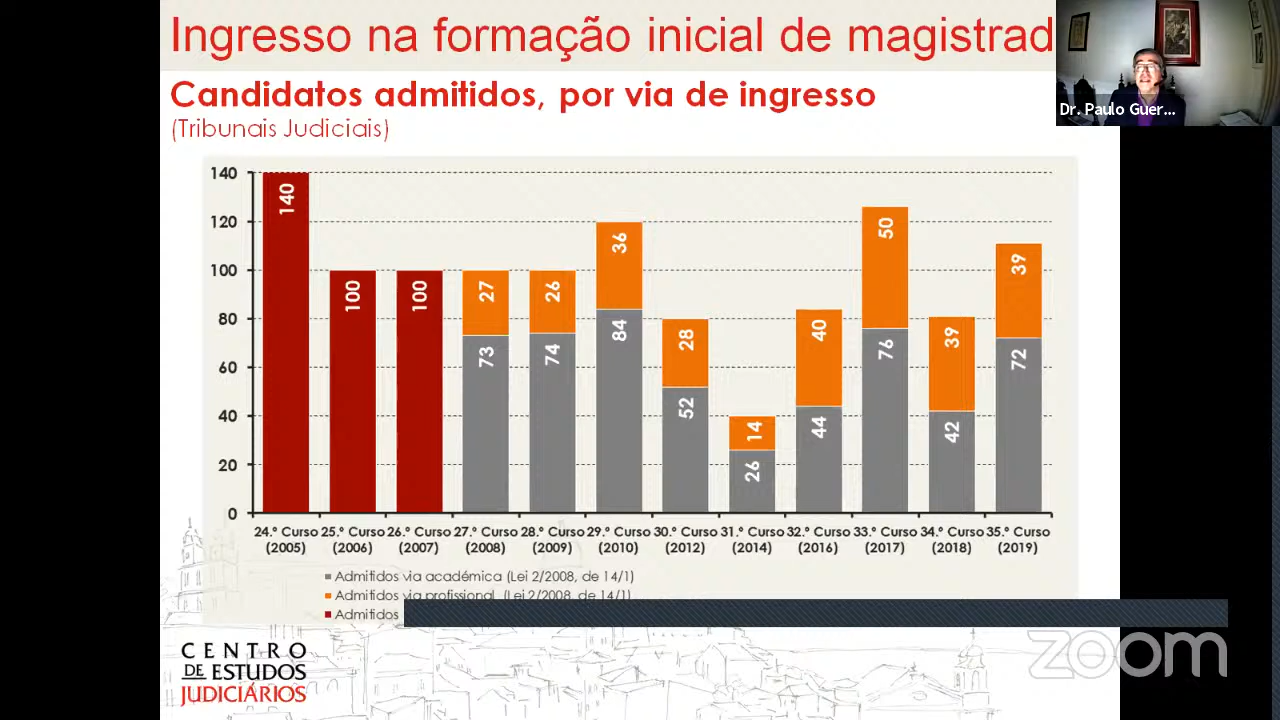 Ingresso na formação inicial de magistrad
Dr. Paulo Guer...
Candidatos admitidos, por via de ingresso
(Tribunais Judiciais)
140
120
100
80
60
40
20
0
140
100
100
27
73
26
74
36
84
28
52
14
26
40
44
50
76
39
42
39
72
24.º Curso 25.º Curso 26.º Curso 27.º Curso 28.º Curso 29.º Curso 30.º Curso 31.º Curso 32.º Curso 33.º Curso 34.º Curso 35.º Curso
(2005) (2006) (2007) (2008) (2009) (2010) (2012) (2014) (2016) (2017) (2018) (2019)
Admitidos via académica (Lei 2/2008, de 14/1)
Admitidos via profissional (Lei 2/2008, de 14/1)
Admitidos
CENTRO
DE ESTUDOS
JUDICIÁRIOS
zoom